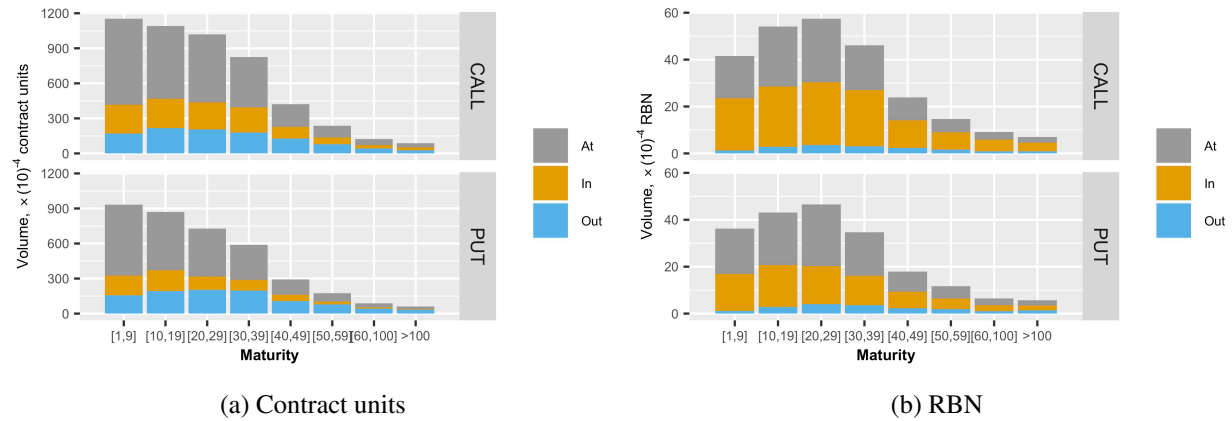 1200
900
600
300
0
CALL
1200
900
600
300
0
PUT
Volume, ×(10)⁻⁴ contract units
[1,9] [10,19] [20,29] [30,39] [40,49] [50,59] [60,100] >100
Maturity
At
In
Out
(a) Contract units
60
40
20
0
CALL
60
40
20
0
PUT
Volume, ×(10)⁻⁴ RBN
[1,9] [10,19] [20,29] [30,39] [40,49] [50,59] [60,100] >100
Maturity
At
In
Out
(b) RBN